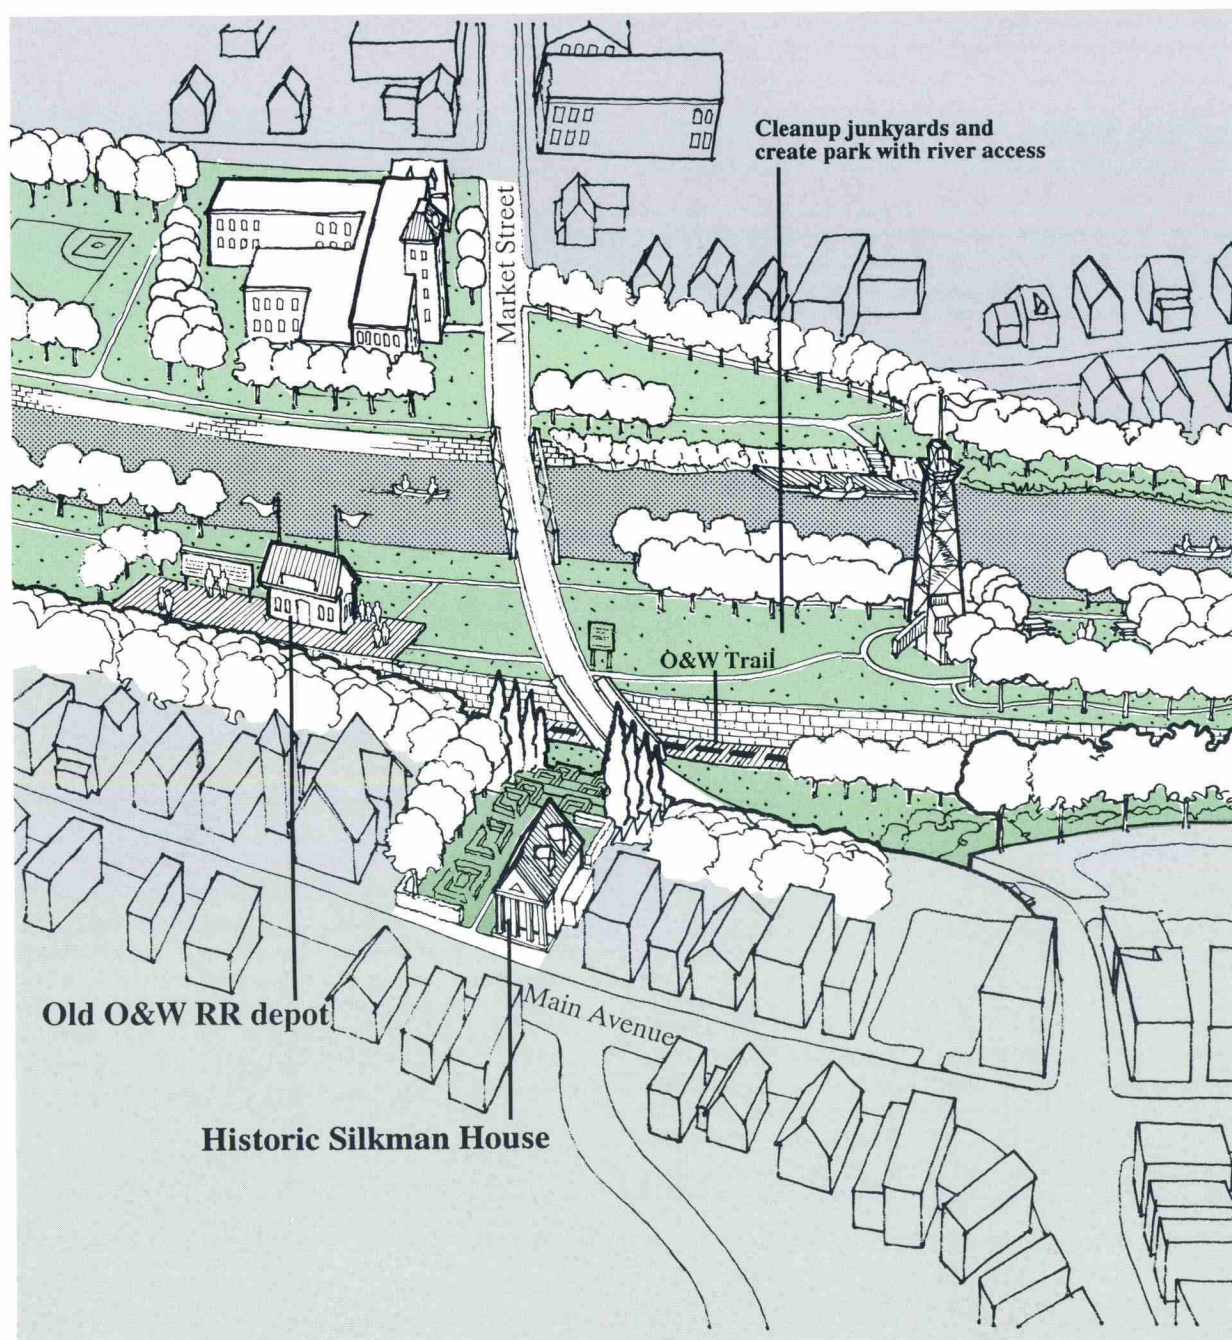 Cleanup junkyards and
create park with river access
Market Street
O&W Trail
Old O&W RR depot
Main Avenue
Historic Silkman House